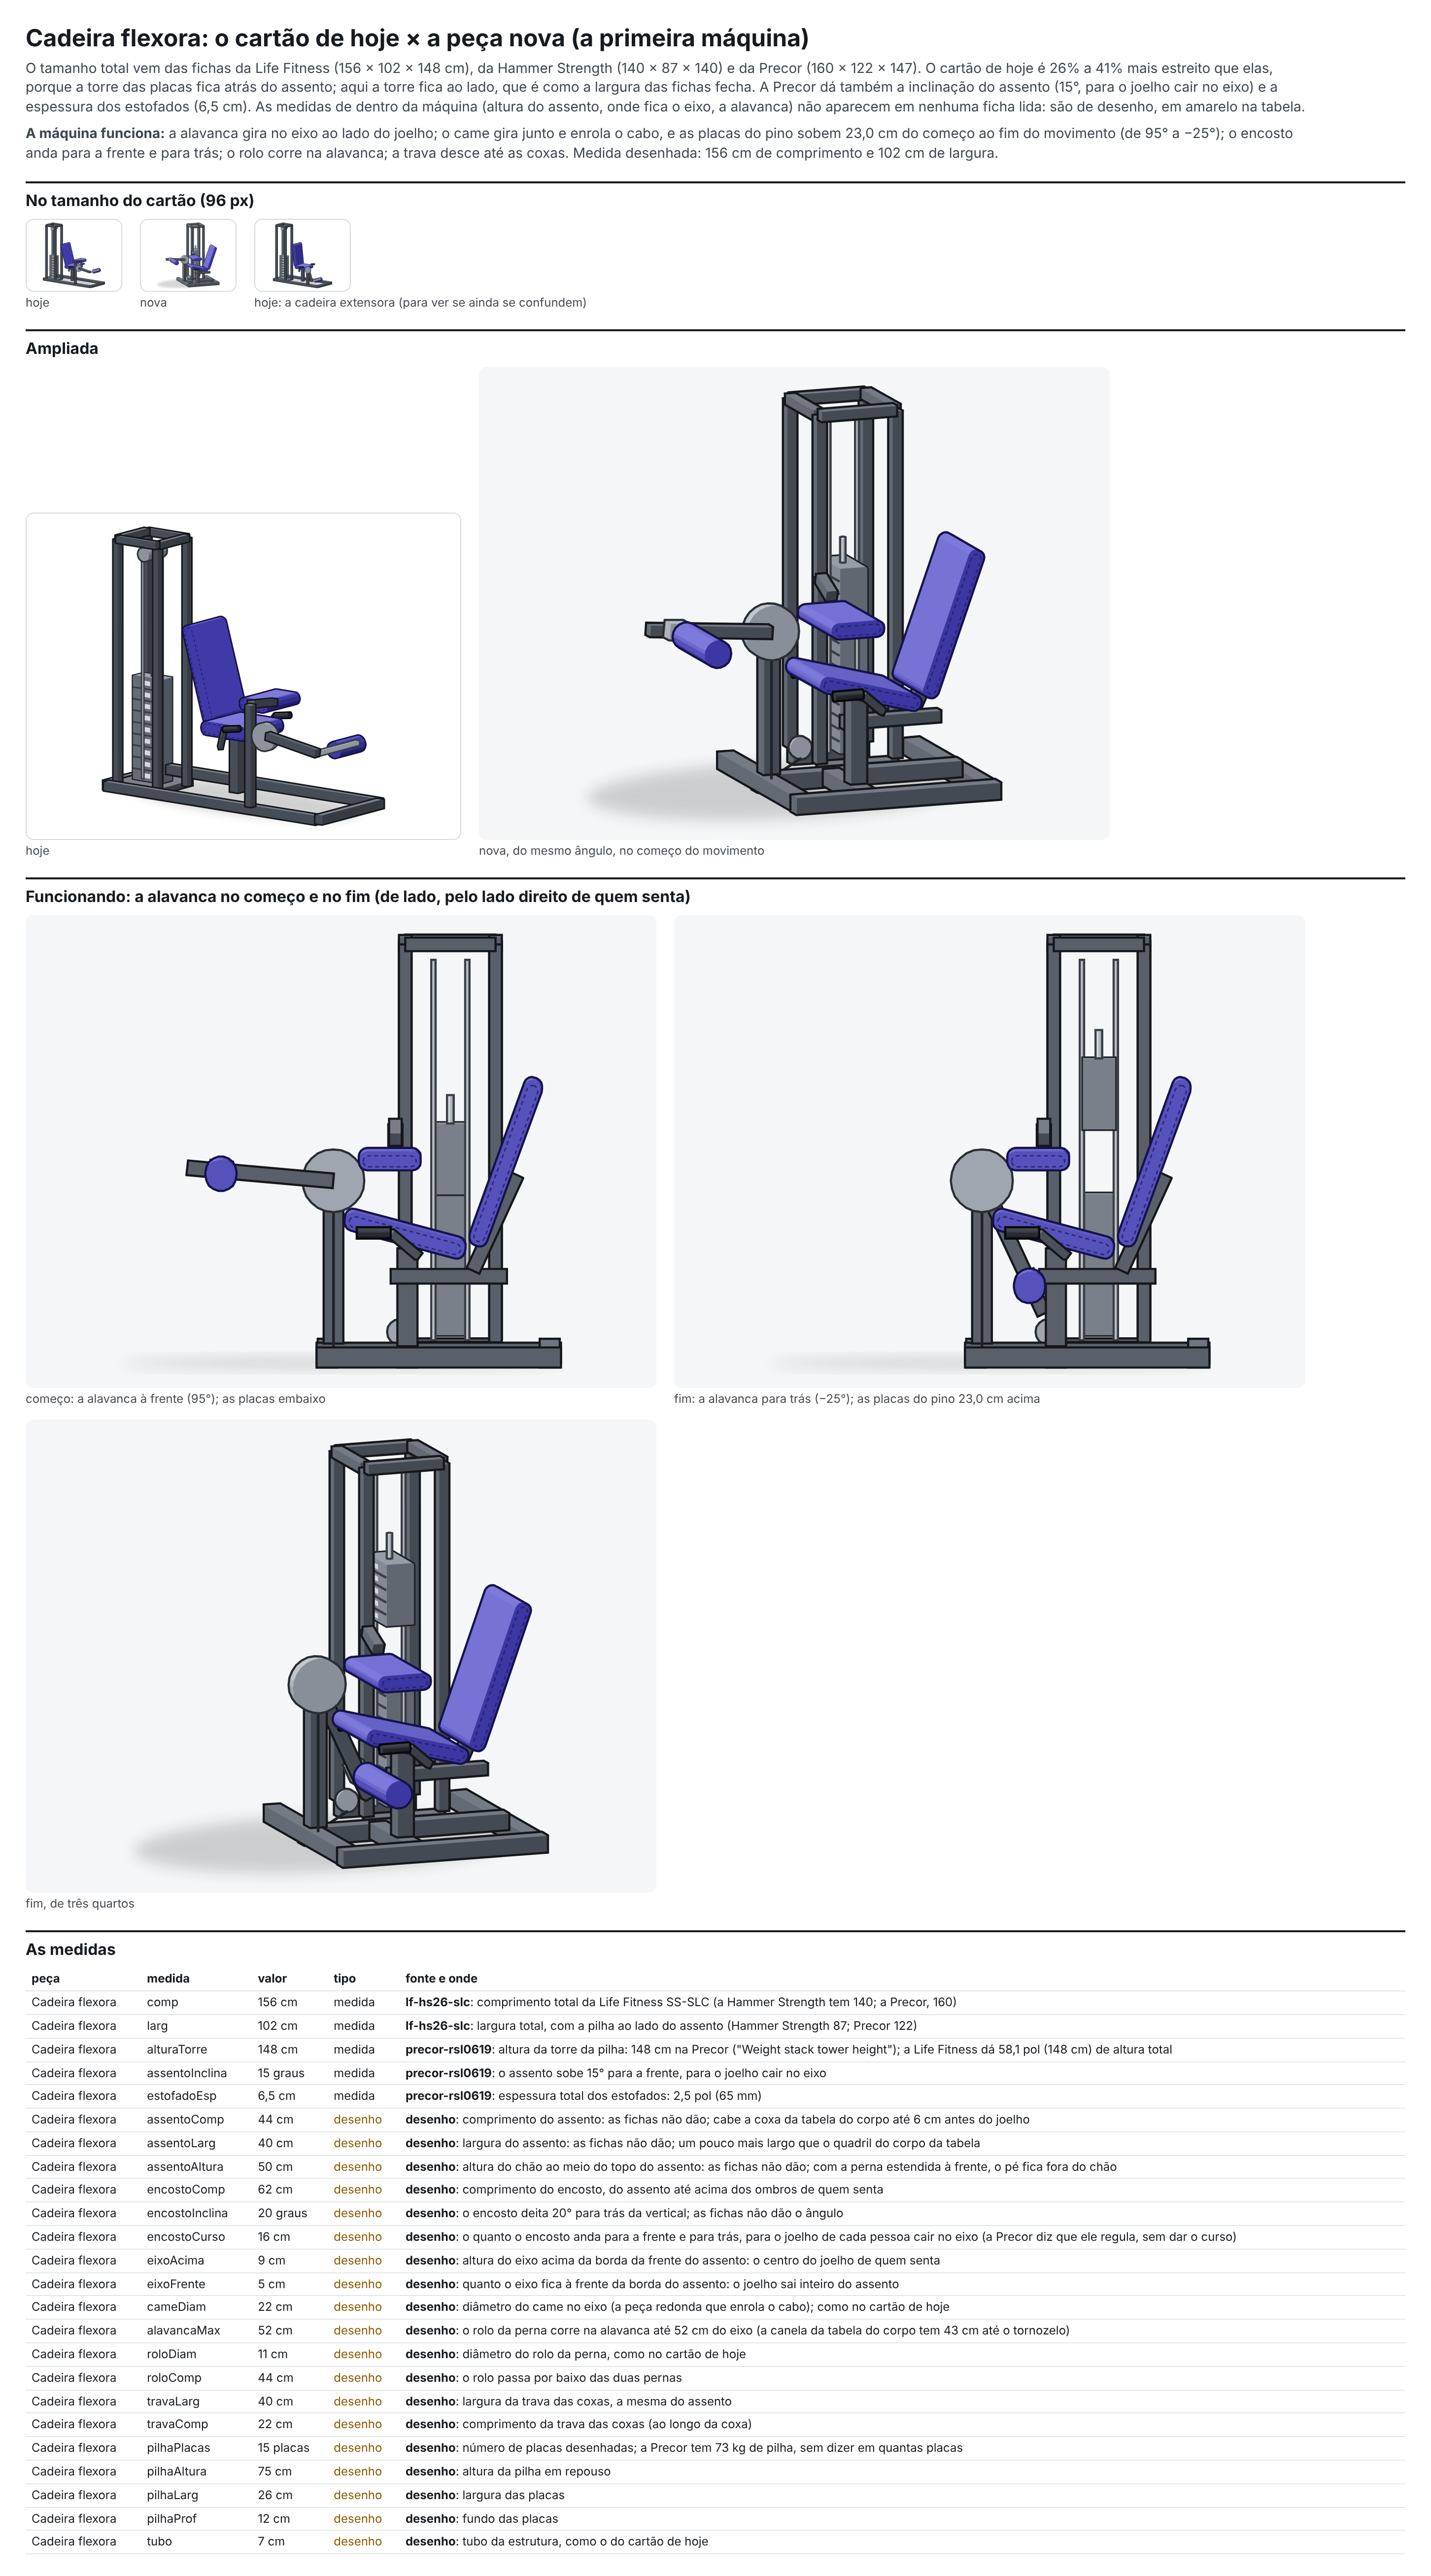 Cadeira flexora: o cartão de hoje × a peça nova (a primeira máquina)
O tamanho total vem das fichas da Life Fitness (156 × 102 × 148 cm), da Hammer Strength (140 × 87 × 140) e da Precor (160 × 122 × 147). O cartão de hoje é 26% a 41% mais estreito que elas,
porque a torre das placas fica atrás do assento; aqui a torre fica ao lado, que é como a largura das fichas fecha. A Precor dá também a inclinação do assento (15°, para o joelho cair no eixo) e a
espessura dos estofados (6,5 cm). As medidas de dentro da máquina (altura do assento, onde fica o eixo, a alavanca) não aparecem em nenhuma ficha lida: são de desenho, em amarelo na tabela.
A máquina funciona: a alavanca gira no eixo ao lado do joelho; o came gira junto e enrola o cabo, e as placas do pino sobem 23,0 cm do começo ao fim do movimento (de 95° a −25°); o encosto
anda para a frente e para trás; o rolo corre na alavanca; a trava desce até as coxas. Medida desenhada: 156 cm de comprimento e 102 cm de largura.
No tamanho do cartão (96 px)
hoje
nova
hoje: a cadeira extensora (para ver se ainda se confundem)
Ampliada
hoje
nova, do mesmo ângulo, no começo do movimento
Funcionando: a alavanca no começo e no fim (de lado, pelo lado direito de quem senta)
começo: a alavanca à frente (95°); as placas embaixo
fim: a alavanca para trás (−25°); as placas do pino 23,0 cm acima
fim, de três quartos
As medidas
peça medida valor tipo fonte e onde
Cadeira flexora comp 156 cm medida lf-hs26-slc: comprimento total da Life Fitness SS-SLC (a Hammer Strength tem 140; a Precor, 160)
Cadeira flexora larg 102 cm medida lf-hs26-slc: largura total, com a pilha ao lado do assento (Hammer Strength 87; Precor 122)
Cadeira flexora alturaTorre 148 cm medida precor-rsl0619: altura da torre da pilha: 148 cm na Precor ("Weight stack tower height"); a Life Fitness dá 58,1 pol (148 cm) de altura total
Cadeira flexora assentoInclina 15 graus medida precor-rsl0619: o assento sobe 15° para a frente, para o joelho cair no eixo
Cadeira flexora estofadoEsp 6,5 cm medida precor-rsl0619: espessura total dos estofados: 2,5 pol (65 mm)
Cadeira flexora assentoComp 44 cm desenho desenho: comprimento do assento: as fichas não dão; cabe a coxa da tabela do corpo até 6 cm antes do joelho
Cadeira flexora assentoLarg 40 cm desenho desenho: largura do assento: as fichas não dão; um pouco mais largo que o quadril do corpo da tabela
Cadeira flexora assentoAltura 50 cm desenho desenho: altura do chão ao meio do topo do assento: as fichas não dão; com a perna estendida à frente, o pé fica fora do chão
Cadeira flexora encostoComp 62 cm desenho desenho: comprimento do encosto, do assento até acima dos ombros de quem senta
Cadeira flexora encostoInclina 20 graus desenho desenho: o encosto deita 20° para trás da vertical; as fichas não dão o ângulo
Cadeira flexora encostoCurso 16 cm desenho desenho: o quanto o encosto anda para a frente e para trás, para o joelho de cada pessoa cair no eixo (a Precor diz que ele regula, sem dar o curso)
Cadeira flexora eixoAcima 9 cm desenho desenho: altura do eixo acima da borda da frente do assento: o centro do joelho de quem senta
Cadeira flexora eixoFrente 5 cm desenho desenho: quanto o eixo fica à frente da borda do assento: o joelho sai inteiro do assento
Cadeira flexora cameDiam 22 cm desenho desenho: diâmetro do came no eixo (a peça redonda que enrola o cabo); como no cartão de hoje
Cadeira flexora alavancaMax 52 cm desenho desenho: o rolo da perna corre na alavanca até 52 cm do eixo (a canela da tabela do corpo tem 43 cm até o tornozelo)
Cadeira flexora roloDiam 11 cm desenho desenho: diâmetro do rolo da perna, como no cartão de hoje
Cadeira flexora roloComp 44 cm desenho desenho: o rolo passa por baixo das duas pernas
Cadeira flexora travaLarg 40 cm desenho desenho: largura da trava das coxas, a mesma do assento
Cadeira flexora travaComp 22 cm desenho desenho: comprimento da trava das coxas (ao longo da coxa)
Cadeira flexora pilhaPlacas 15 placas desenho desenho: número de placas desenhadas; a Precor tem 73 kg de pilha, sem dizer em quantas placas
Cadeira flexora pilhaAltura 75 cm desenho desenho: altura da pilha em repouso
Cadeira flexora pilhaLarg 26 cm desenho desenho: largura das placas
Cadeira flexora pilhaProf 12 cm desenho desenho: fundo das placas
Cadeira flexora tubo 7 cm desenho desenho: tubo da estrutura, como o do cartão de hoje